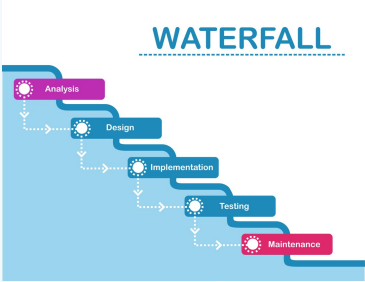 WATERFALL
Analysis
Design
Implementation
Testing
Maintenance